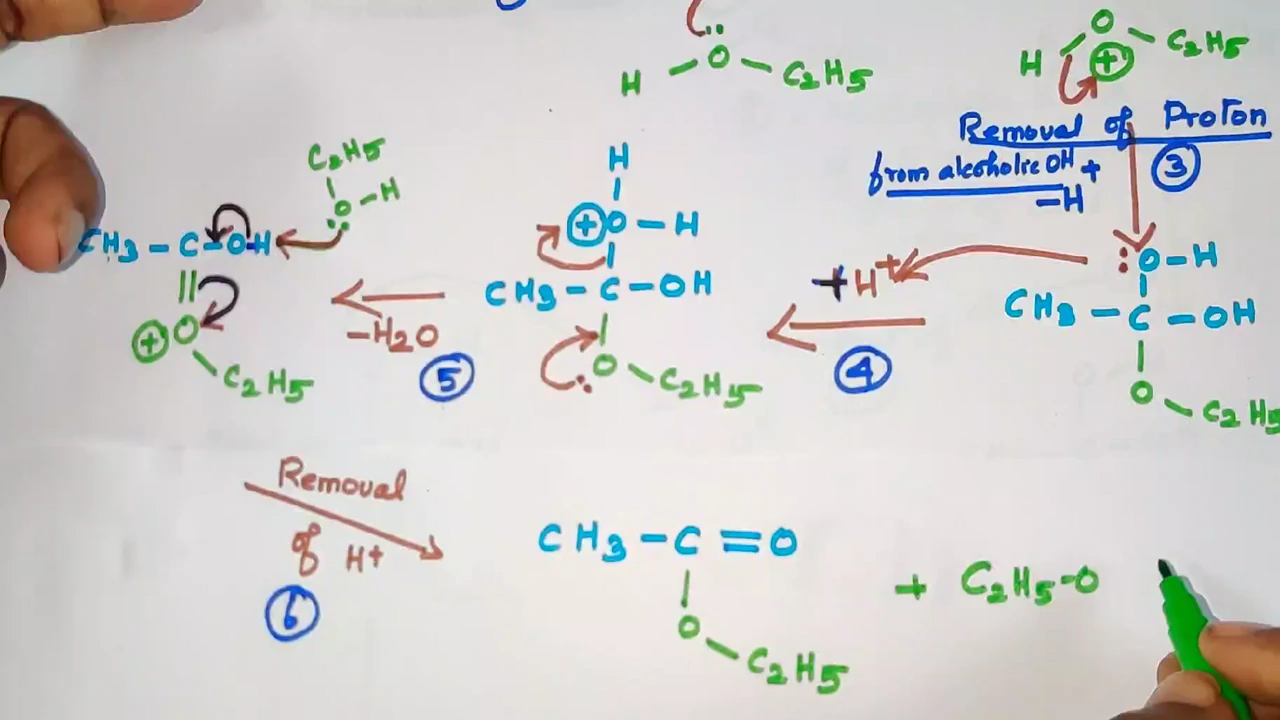 H - O - C2H5
H O - C2H5
+
Removal of Proton
from alcoholic OH
-H+
3
C2H5
O - H
CH3 - C - OH
||
+ O
C2H5
-H2O
5
H
+ O - H
CH3 - C - OH
O - C2H5
+H+
4
:O - H
CH3 - C - OH
O - C2H5
Removal
of H+
6
CH3 - C = O
O
C2H5
+ C2H5-O